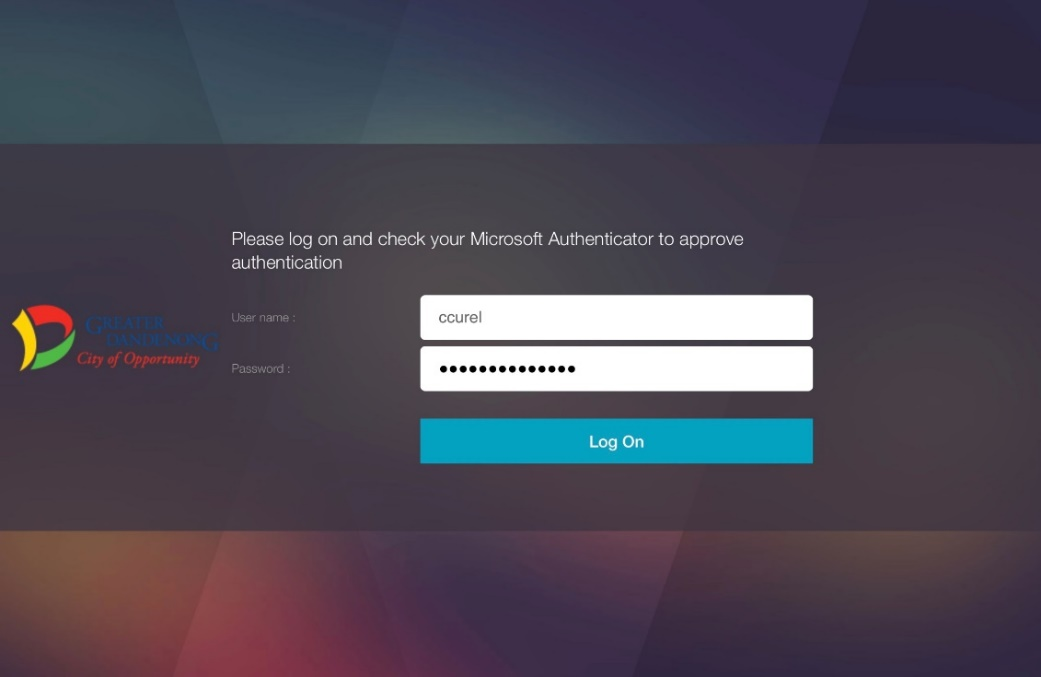 Please log on and check your Microsoft Authenticator to approve
authentication
GREATER
DANDENONG
City of Opportunity
User name :
ccurel
Password :
••••••••••••••
Log On